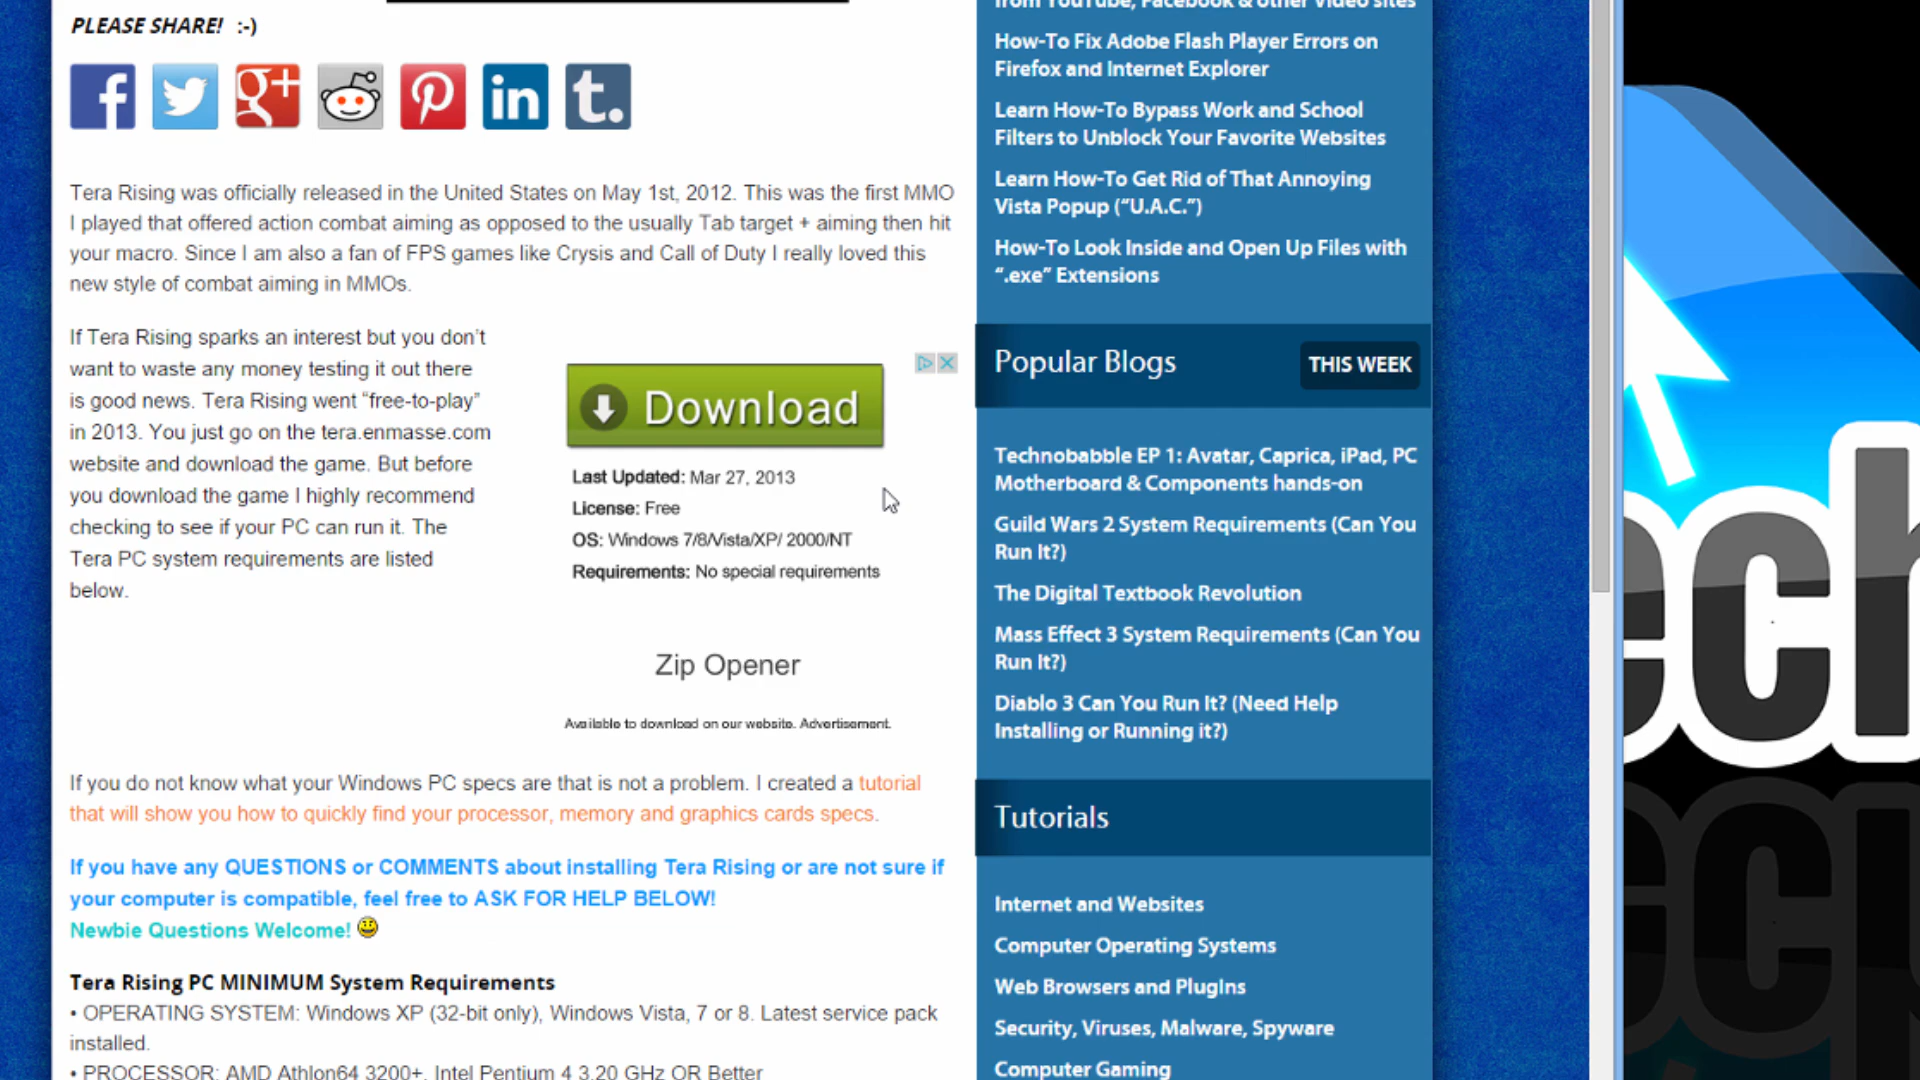 PLEASE SHARE! :-)
Tera Rising was officially released in the United States on May 1st, 2012. This was the first MMO
I played that offered action combat aiming as opposed to the usually Tab target + aiming then hit
your macro. Since I am also a fan of FPS games like Crysis and Call of Duty I really loved this
new style of combat aiming in MMOs.
If Tera Rising sparks an interest but you don't
want to waste any money testing it out there
is good news. Tera Rising went “free-to-play”
in 2013. You just go on the tera.enmasse.com
website and download the game. But before
you download the game I highly recommend
checking to see if your PC can run it. The
Tera PC system requirements are listed
below.
Download
Last Updated: Mar 27, 2013
License: Free
OS: Windows 7/8/Vista/XP/ 2000/NT
Requirements: No special requirements
Zip Opener
Available to download on our website. Advertisement.
If you do not know what your Windows PC specs are that is not a problem. I created a tutorial
that will show you how to quickly find your processor, memory and graphics cards specs.
If you have any QUESTIONS or COMMENTS about installing Tera Rising or are not sure if
your computer is compatible, feel free to ASK FOR HELP BELOW!
Newbie Questions Welcome!
Tera Rising PC MINIMUM System Requirements
• OPERATING SYSTEM: Windows XP (32-bit only), Windows Vista, 7 or 8. Latest service pack
installed.
• PROCESSOR: AMD Athlon64 3200+, Intel Pentium 4 3.20 GHz OR Better
from YouTube, Facebook & other video sites
How-To Fix Adobe Flash Player Errors on
Firefox and Internet Explorer
Learn How-To Bypass Work and School
Filters to Unblock Your Favorite Websites
Learn How-To Get Rid of That Annoying
Vista Popup (“U.A.C.”)
How-To Look Inside and Open Up Files with
“.exe” Extensions
Popular Blogs
THIS WEEK
Technobabble EP 1: Avatar, Caprica, iPad, PC
Motherboard & Components hands-on
Guild Wars 2 System Requirements (Can You
Run It?)
The Digital Textbook Revolution
Mass Effect 3 System Requirements (Can You
Run It?)
Diablo 3 Can You Run It? (Need Help
Installing or Running it?)
Tutorials
Internet and Websites
Computer Operating Systems
Web Browsers and PlugIns
Security, Viruses, Malware, Spyware
Computer Gaming
ech